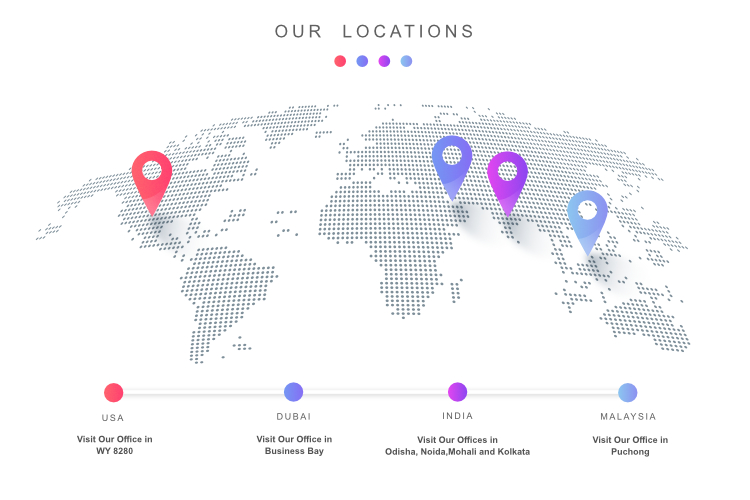 OUR LOCATIONS
USA
Visit Our Office in
WY 8280
DUBAI
Visit Our Office in
Business Bay
INDIA
Visit Our Offices in
Odisha, Noida,Mohali and Kolkata
MALAYSIA
Visit Our Office in
Puchong